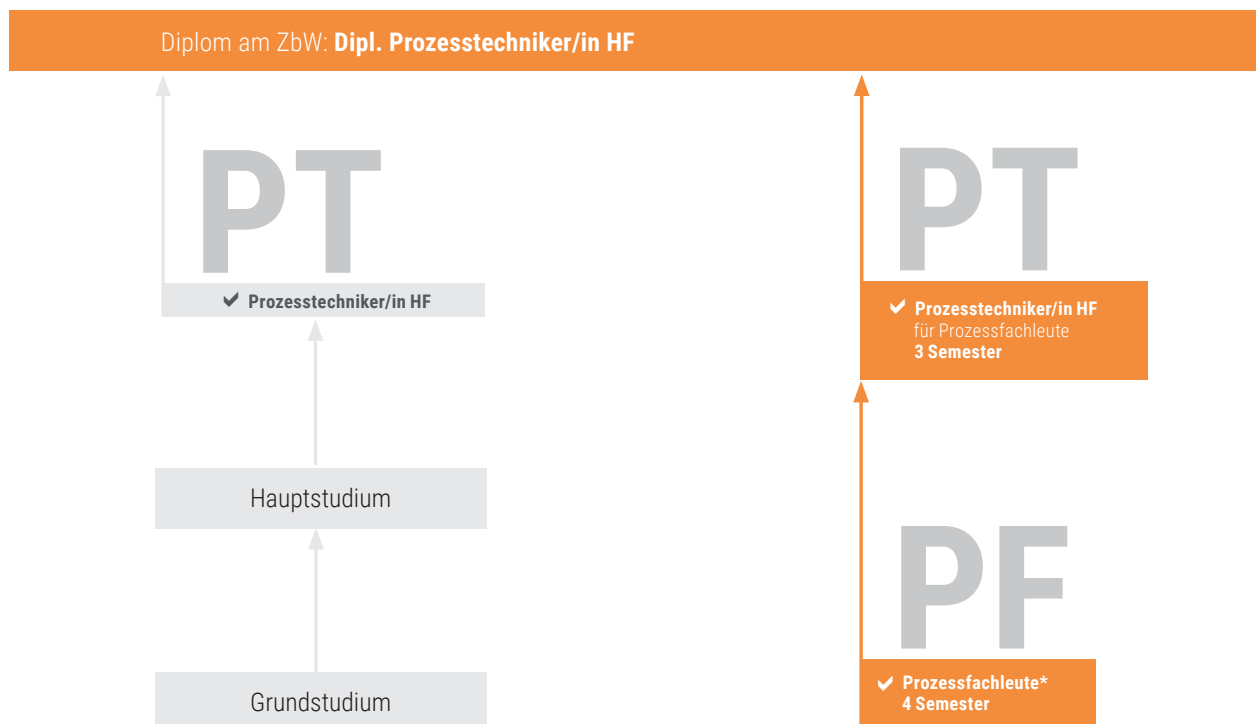 Diplom am ZbW: Dipl. Prozesstechniker/in HF
PT
Prozesstechniker/in HF
Hauptstudium
Grundstudium
PT
Prozesstechniker/in HF
für Prozessfachleute
3 Semester
PF
Prozessfachleute*
4 Semester